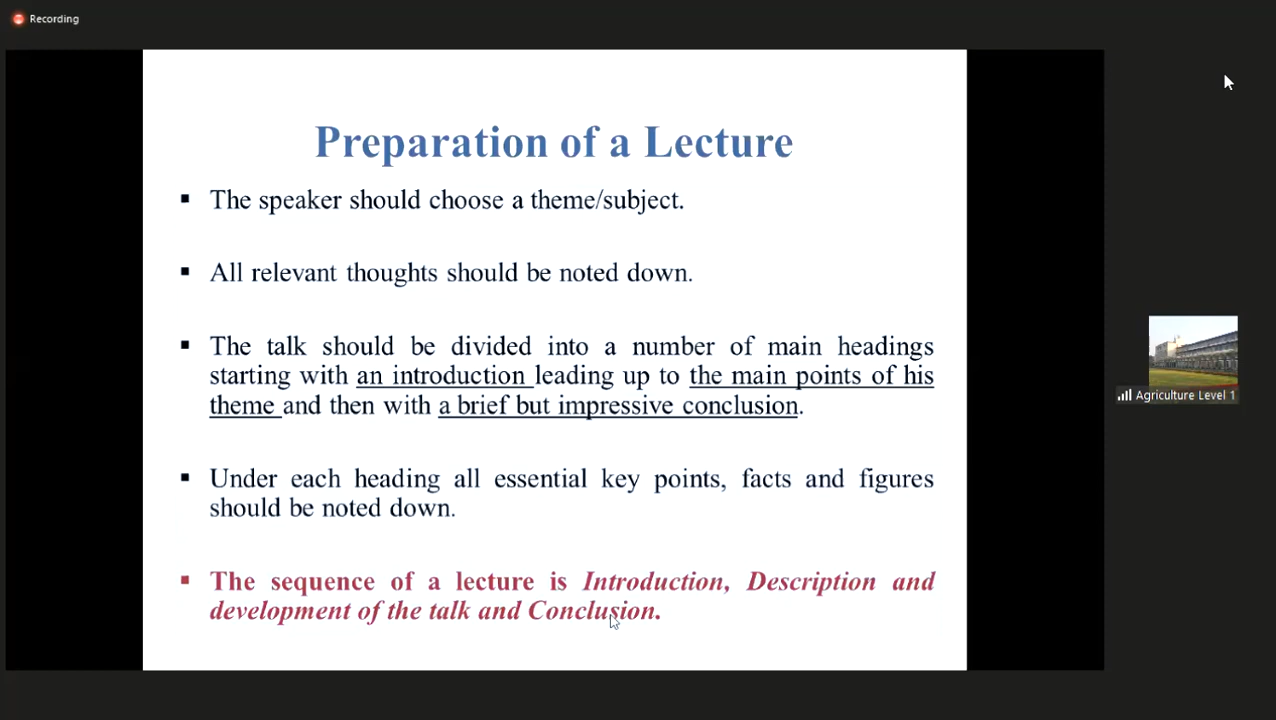 Recording
Preparation of a Lecture
▪ The speaker should choose a theme/subject.
▪ All relevant thoughts should be noted down.
▪ The talk should be divided into a number of main headings
starting with an introduction leading up to the main points of his
theme and then with a brief but impressive conclusion.
▪ Under each heading all essential key points, facts and figures
should be noted down.
▪ The sequence of a lecture is Introduction, Description and
development of the talk and Conclusion.
Agriculture Level 1